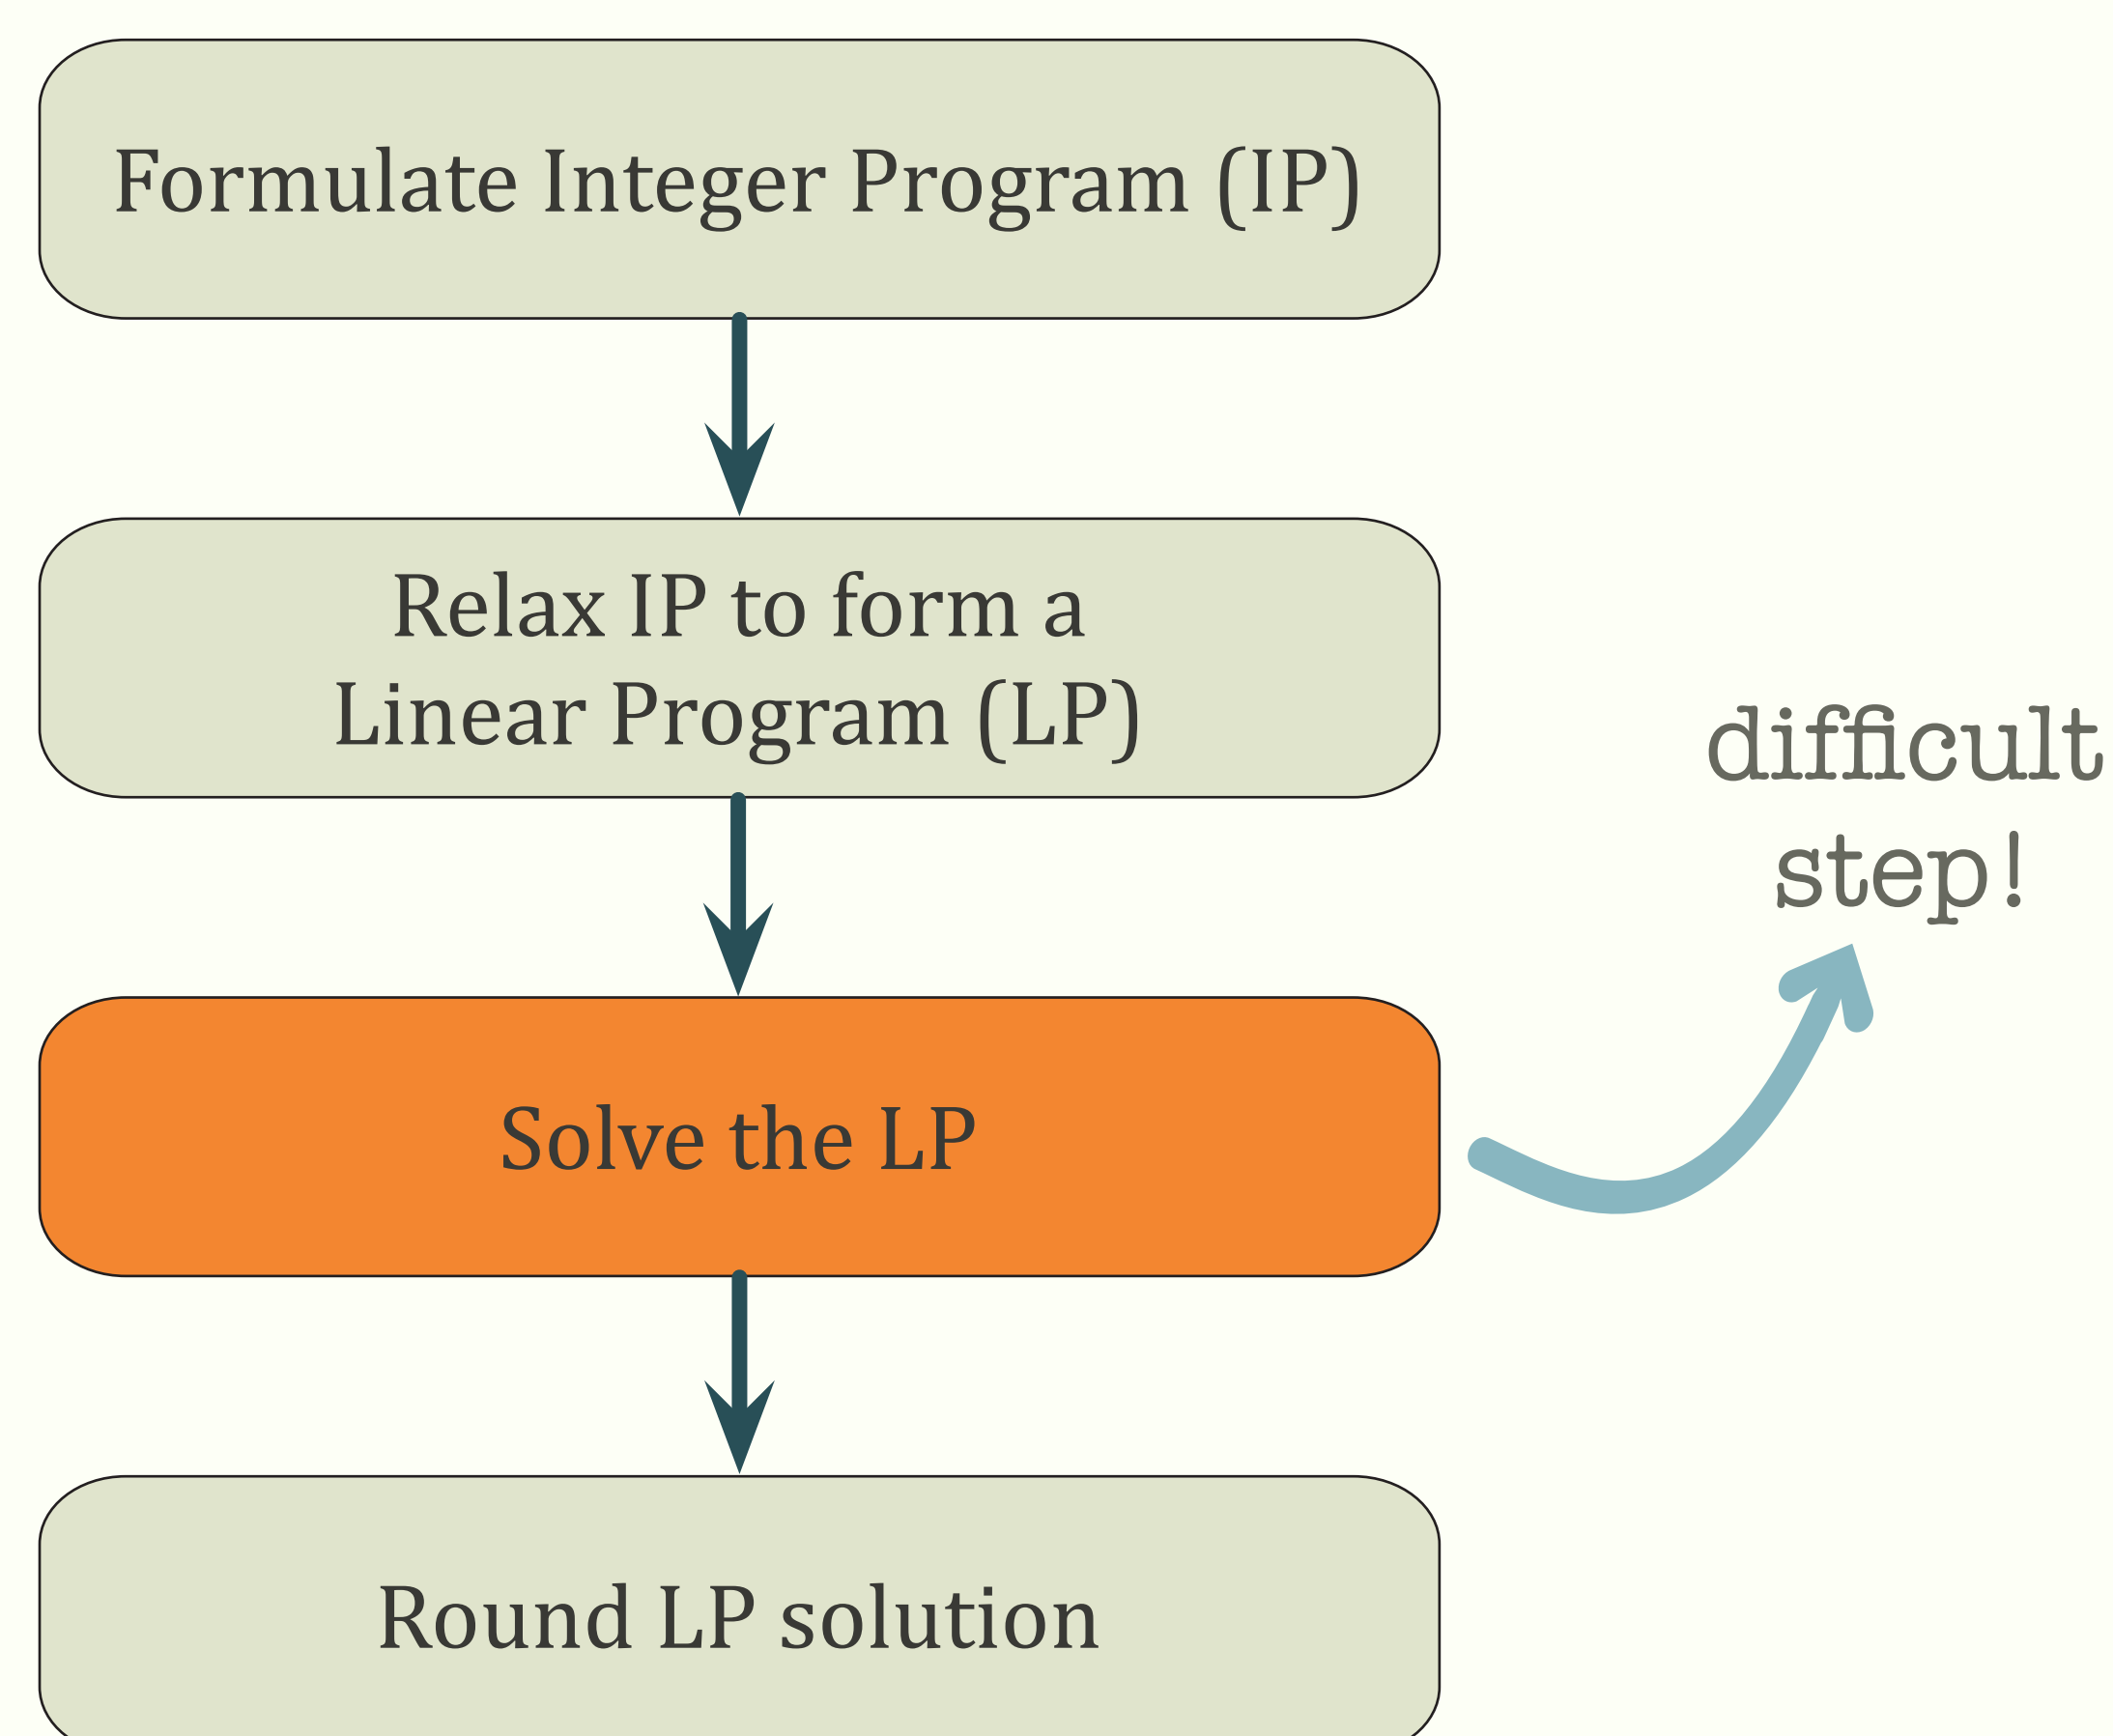 Formulate Integer Program (IP)
Relax IP to form a
Linear Program (LP)
difficult
step!
Solve the LP
Round LP solution